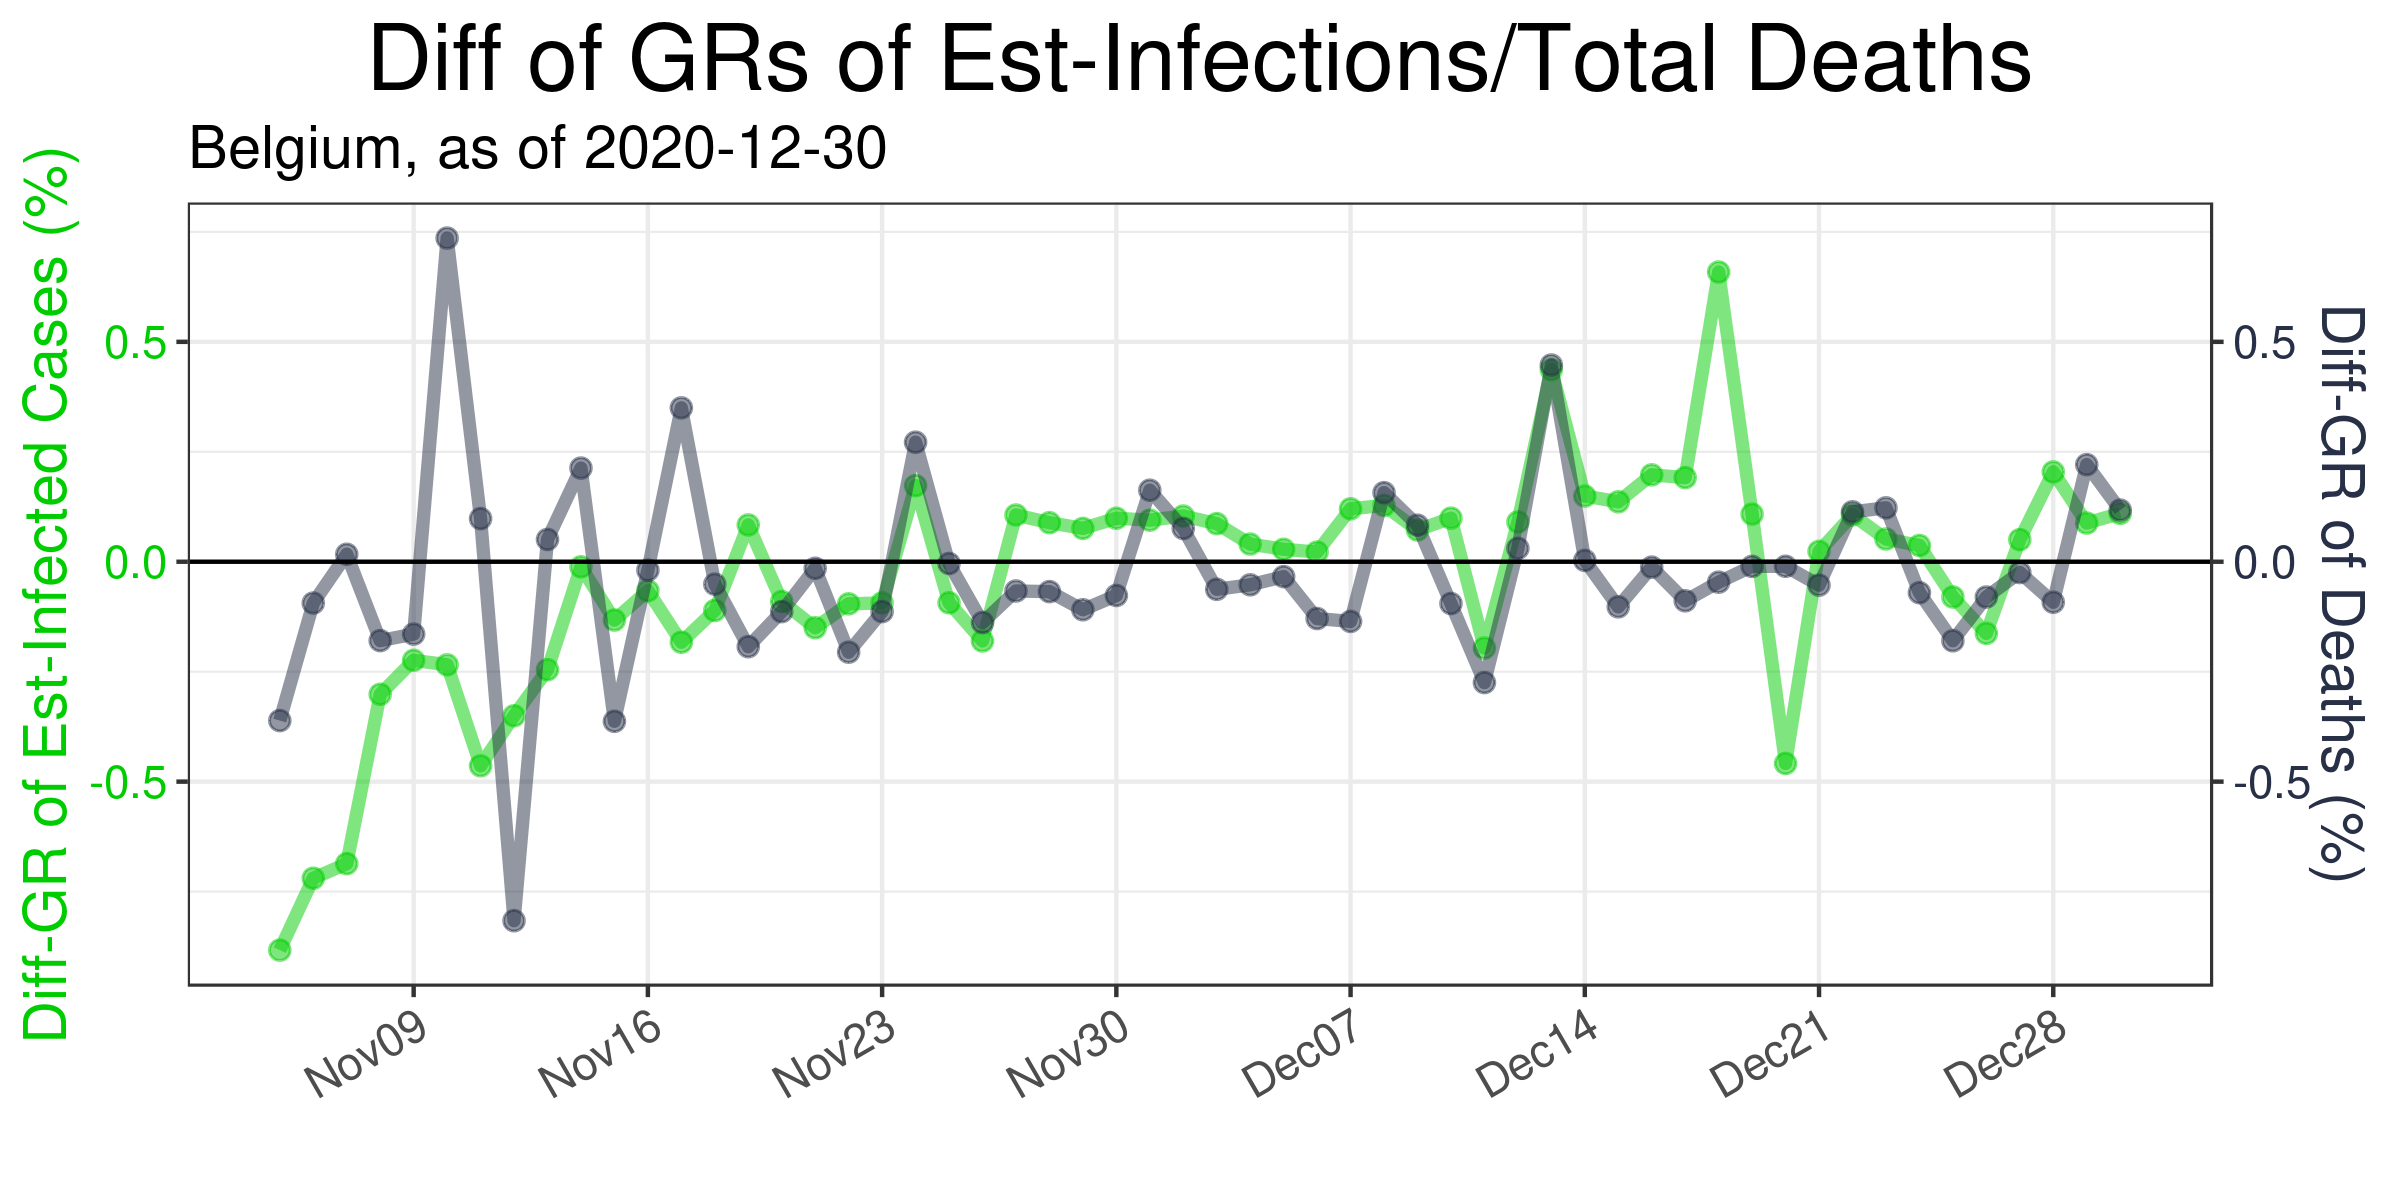 Diff of GRs of Est-Infections/Total Deaths
Belgium, as of 2020-12-30
Diff-GR of Est-Infected Cases (%)
0.5
0.0
-0.5
0.5
0.0
-0.5
Diff-GR of Deaths (%)
Nov09
Nov16
Nov23
Nov30
Dec07
Dec14
Dec21
Dec28